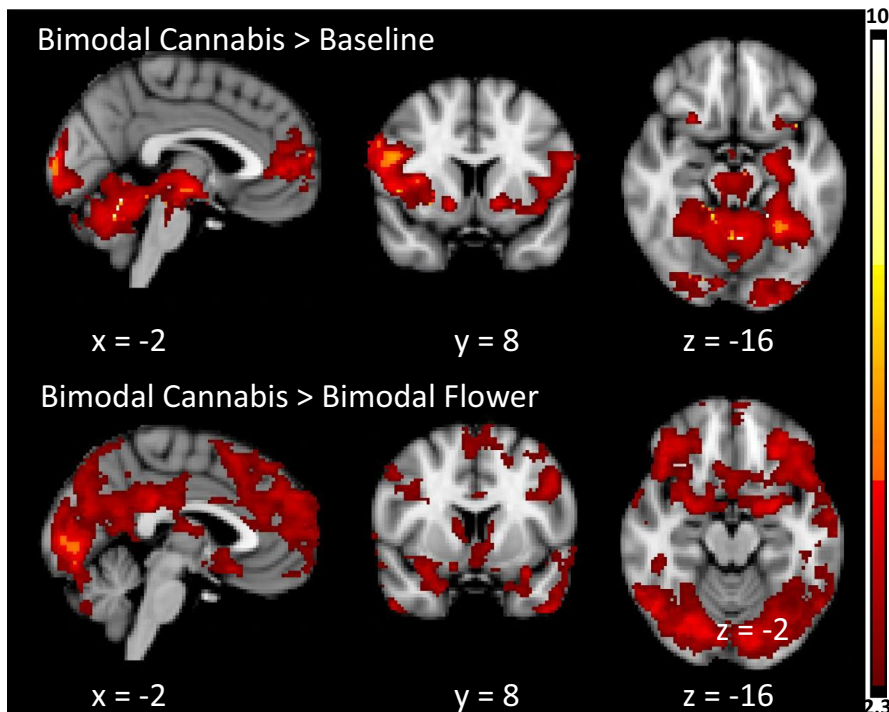 10
Bimodal Cannabis > Baseline
x = -2 y = 8 z = -16
Bimodal Cannabis > Bimodal Flower
z = -2
x = -2 y = 8 z = -16
2.3